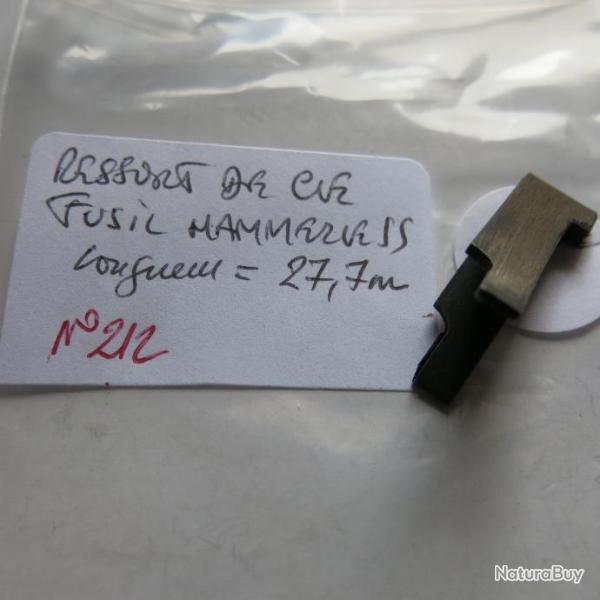 RESSORT DE CLE
FUSIL HAMMERLESS
longueur = 27,7m
N° 212
NaturaBuy